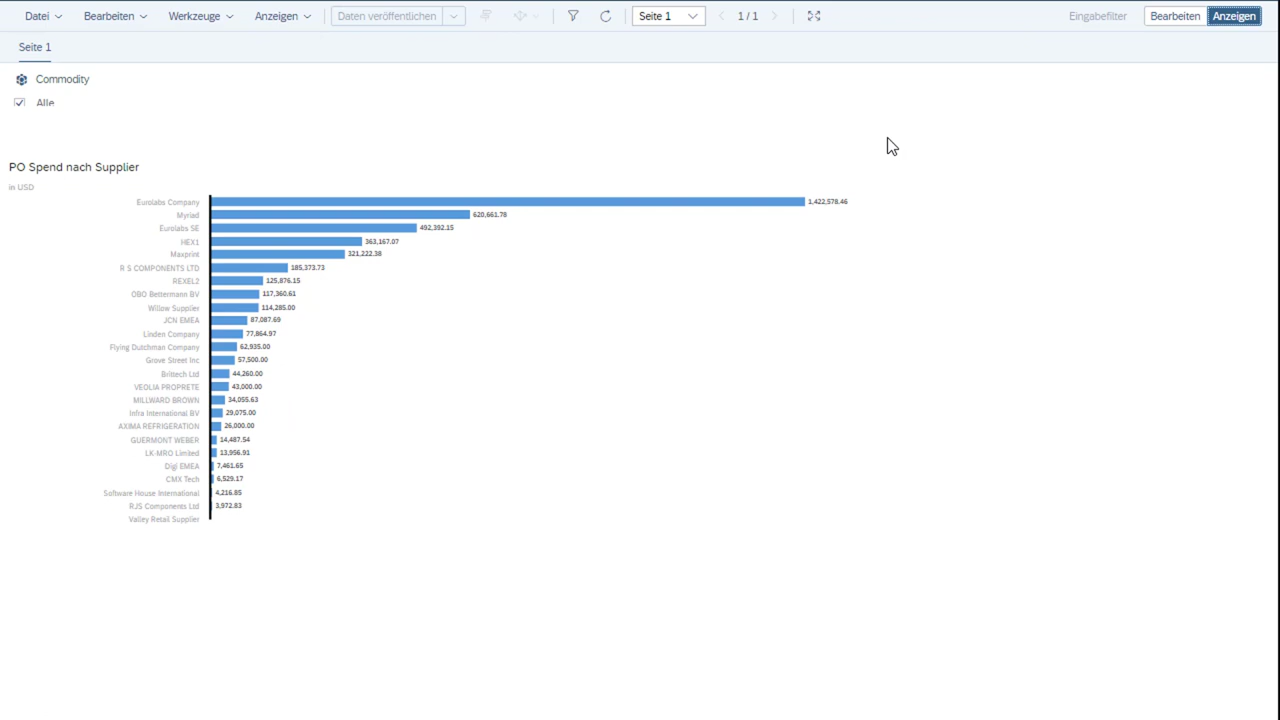 Datei Bearbeiten Werkzeuge Anzeigen Daten veröffentlichen Seite 1 1 / 1 Eingabefilter Bearbeiten Anzeigen
Seite 1
Commodity
Alle
PO Spend nach Supplier
in USD
Eurolabs Company 1,422,578.46
Myriad 620,661.78
Eurolabs SE 492,392.15
HEX1 363,167.07
Maxprint 321,222.38
R S COMPONENTS LTD 185,373.73
REXEL2 125,876.15
OBO Bettermann BV 117,360.61
Willow Supplier 114,285.00
JCN EMEA 87,087.69
Linden Company 77,864.97
Flying Dutchman Company 62,935.00
Grove Street Inc 57,500.00
Brittech Ltd 44,260.00
VEOLIA PROPRETE 43,000.00
MILLWARD BROWN 34,055.63
Infra International BV 29,075.00
AXIMA REFRIGERATION 26,000.00
GUERMONT WEBER 14,487.54
LK-MRO Limited 13,956.91
Digi EMEA 7,461.65
CMX Tech 6,529.17
Software House International 4,216.85
RJS Components Ltd 3,972.83
Valley Retail Supplier